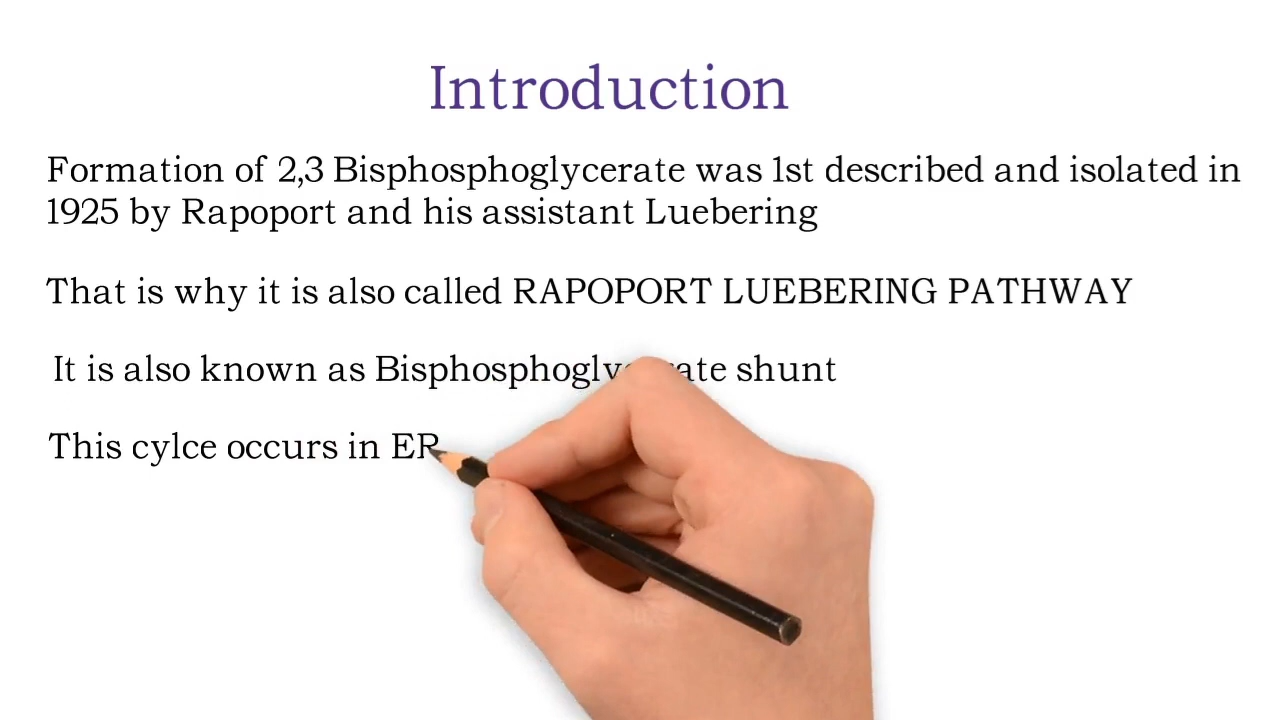 Introduction
Formation of 2,3 Bisphosphoglycerate was 1st described and isolated in
1925 by Rapoport and his assistant Luebering
That is why it is also called RAPOPORT LUEBERING PATHWAY
It is also known as shunt
This cylce occurs in